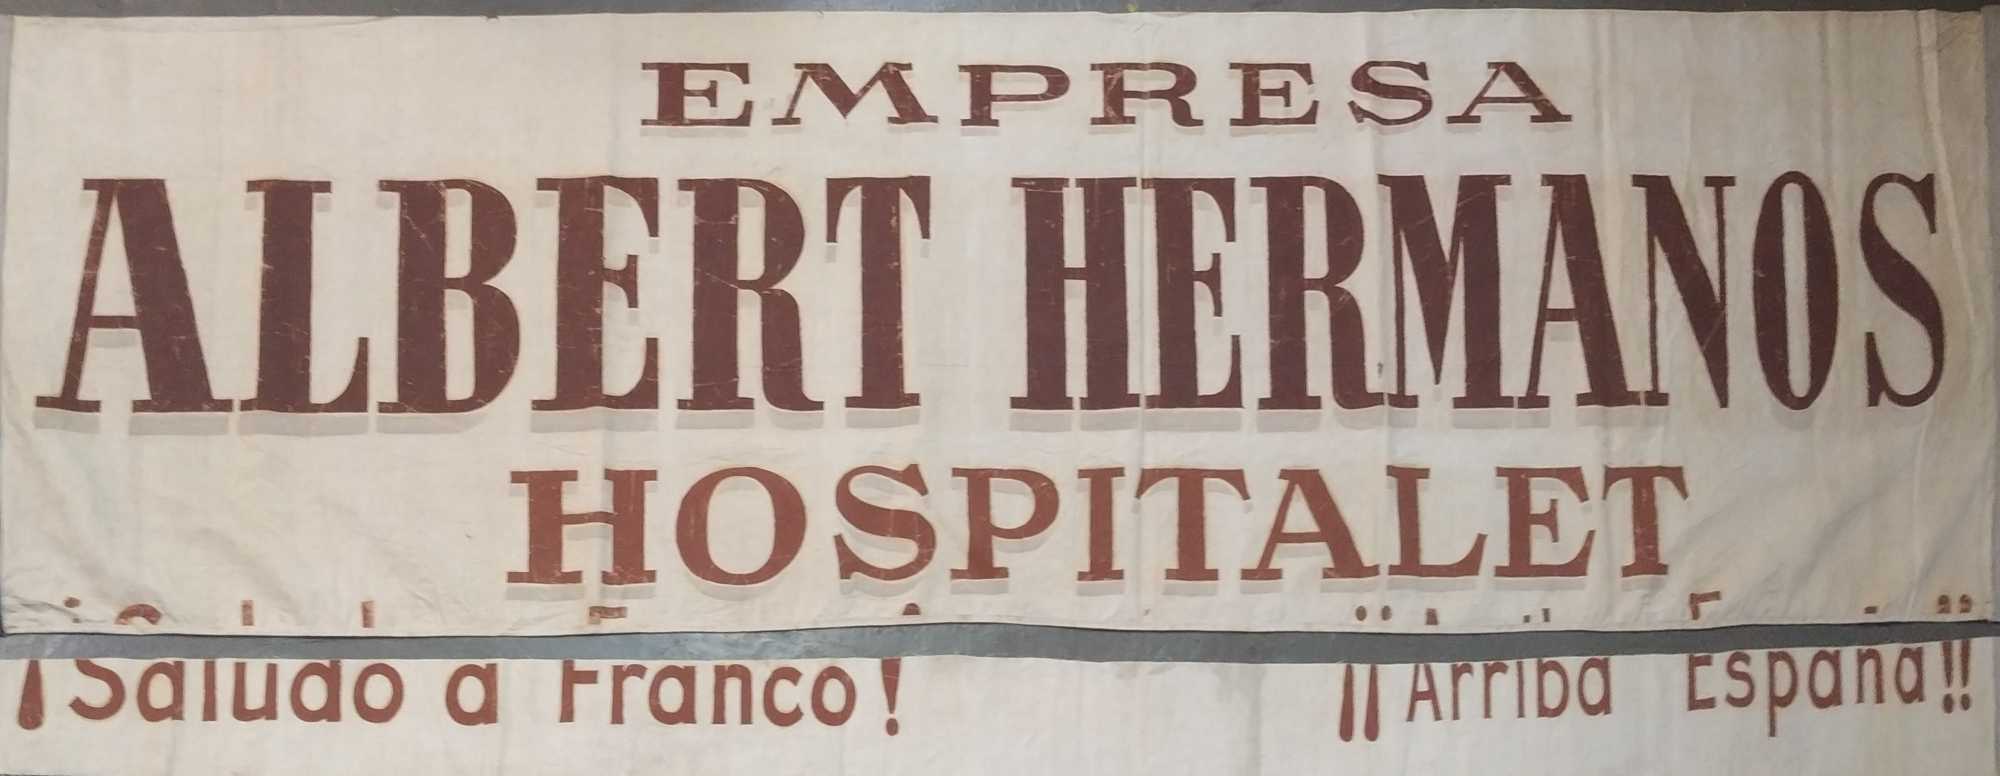 EMPRESA
ALBERT HERMANOS
HOSPITALET
¡Saludo a Franco! ¡¡Arriba España!!